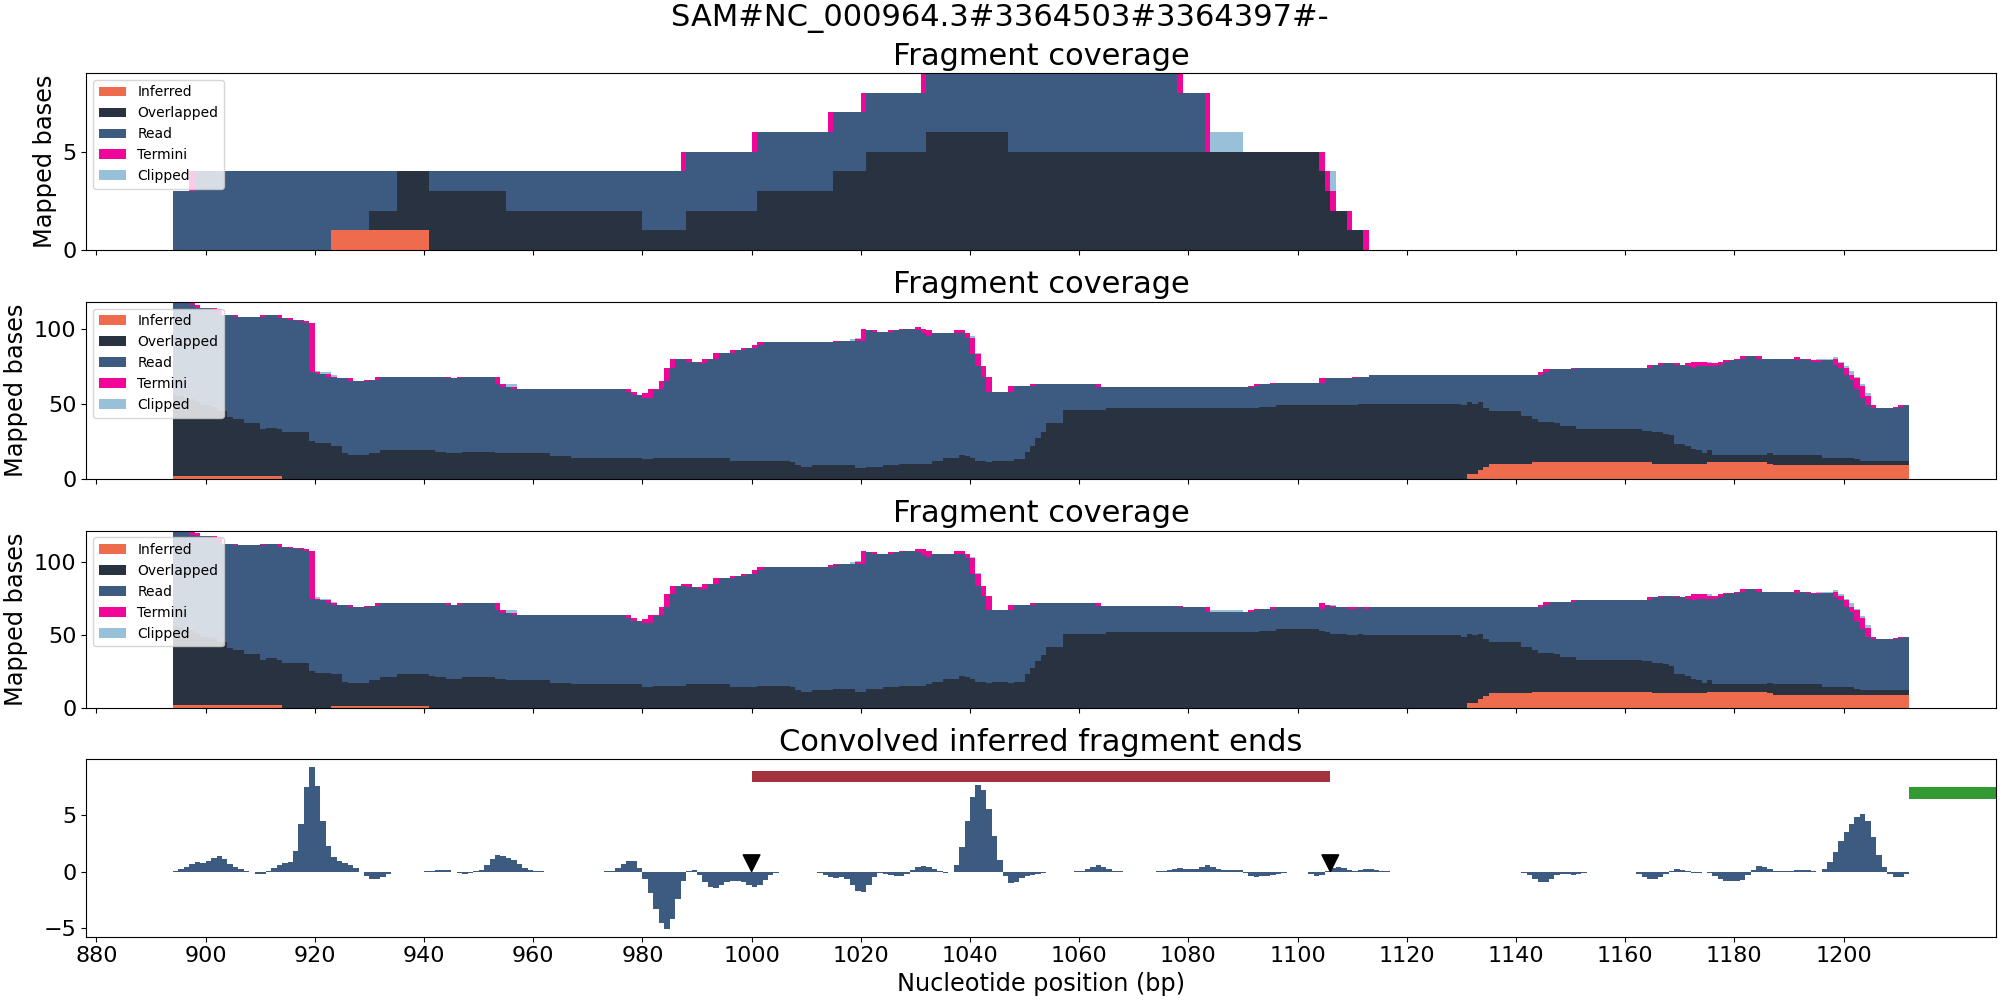 SAM#NC_000964.3#3364503#3364397#-
Fragment coverage
Mapped bases
5
0
Inferred
Overlapped
Read
Termini
Clipped
Fragment coverage
Mapped bases
100
50
0
Inferred
Overlapped
Read
Termini
Clipped
Fragment coverage
Mapped bases
100
50
0
Inferred
Overlapped
Read
Termini
Clipped
Convolved inferred fragment ends
5
0
−5
880 900 920 940 960 980 1000 1020 1040 1060 1080 1100 1120 1140 1160 1180 1200
Nucleotide position (bp)